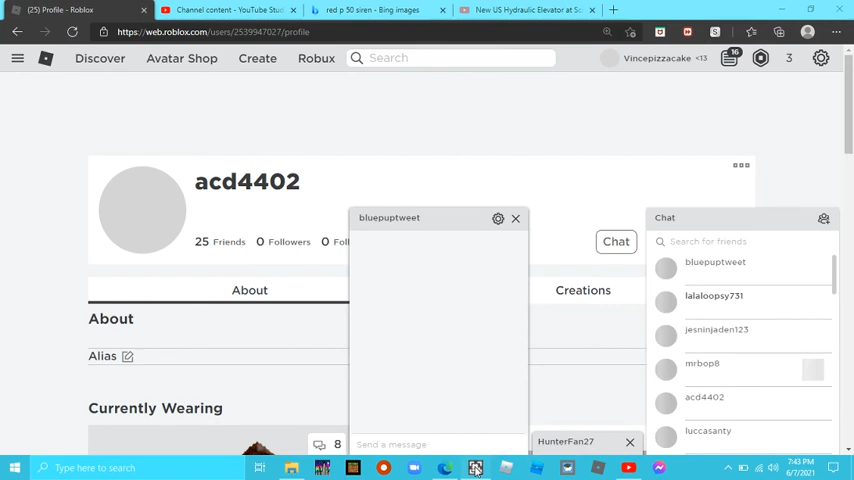 (25) Profile - Roblox
Channel content - YouTube Stud
red p 50 siren - Bing images
New US Hydraulic Elevator at Sc
https://web.roblox.com/users/2539947027/profile
Discover
Avatar Shop
Create
Robux
Search
Vincepizzacake <13
16
3
acd4402
25 Friends
0 Followers
0 Foll
Chat
About
Creations
About
Alias
Currently Wearing
bluepuptweet
Send a message
8
HunterFan27
Chat
Search for friends
bluepuptweet
lalaloopsy731
jesninjaden123
mrbop8
acd4402
luccasanty
Type here to search
7:43 PM
6/7/2021